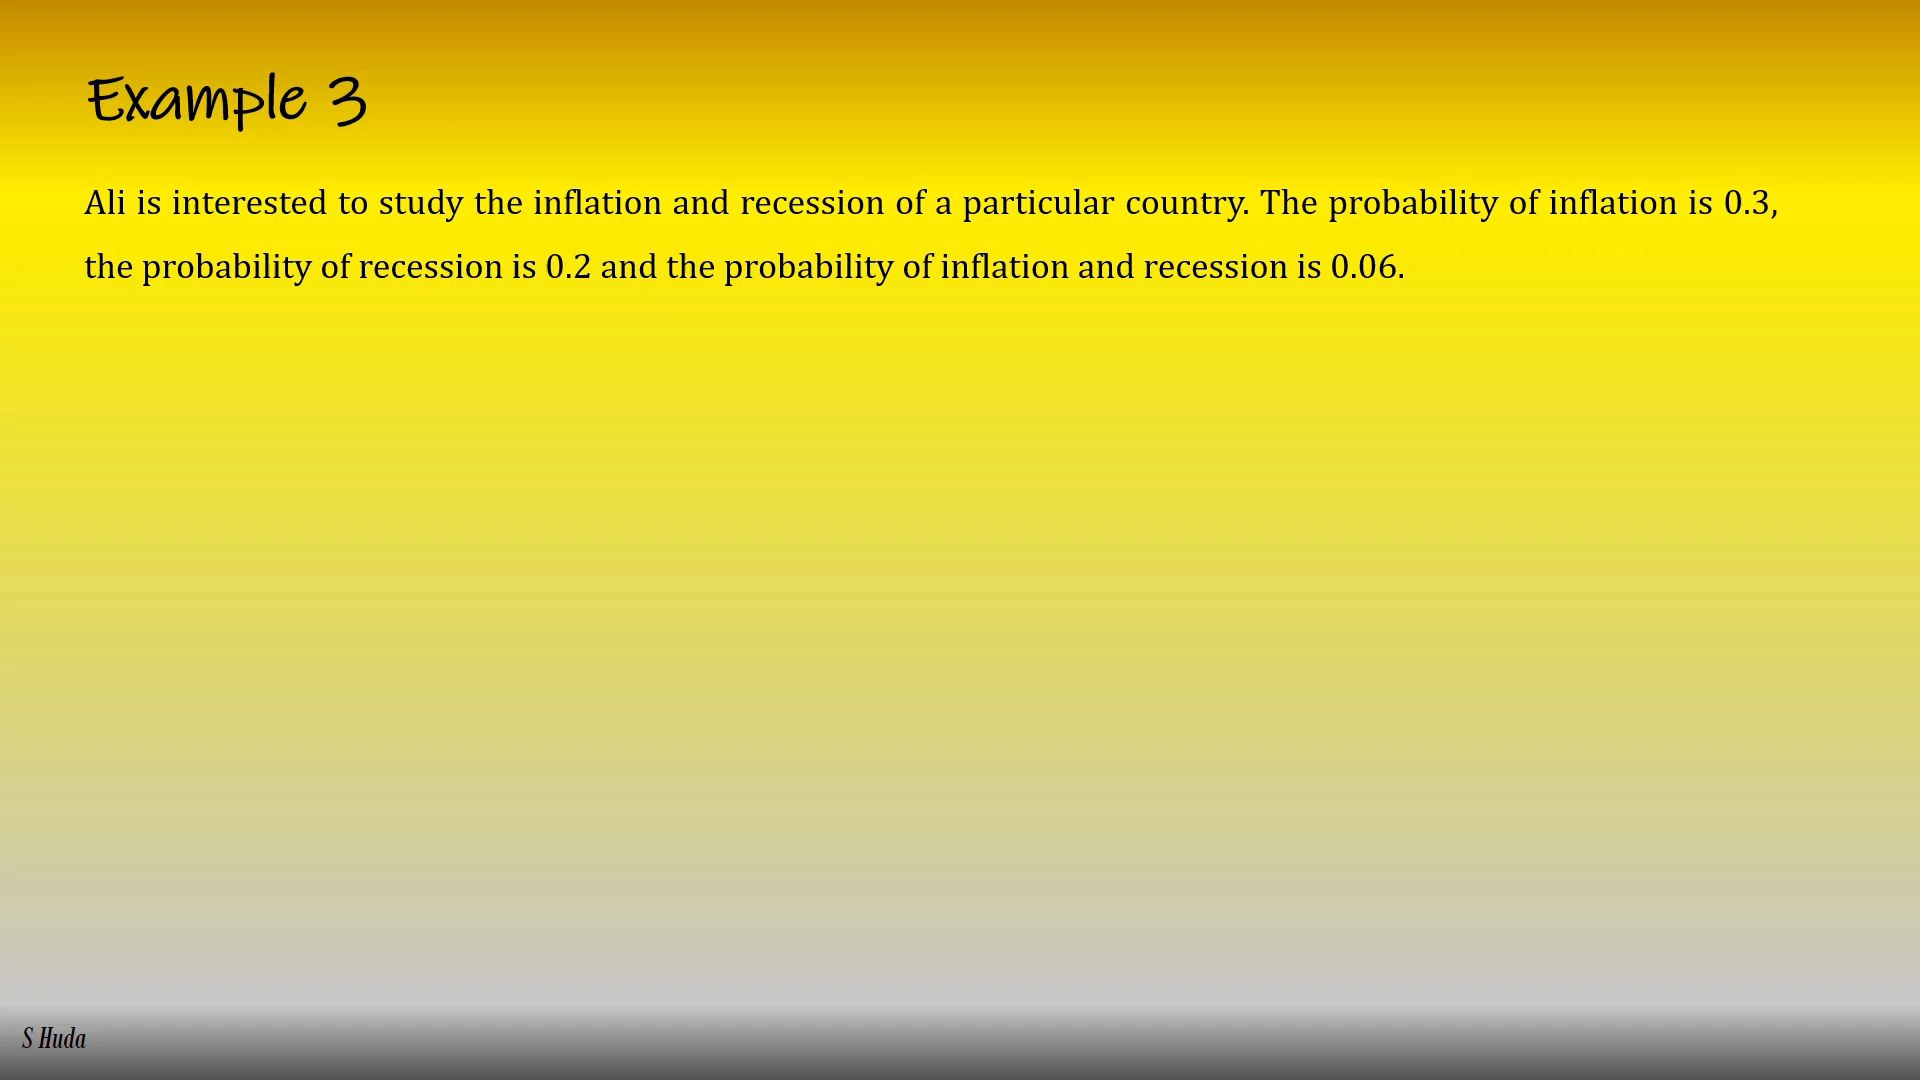 Example 3
Ali is interested to study the inflation and recession of a particular country. The probability of inflation is 0.3,
the probability of recession is 0.2 and the probability of inflation and recession is 0.06.
S Huda